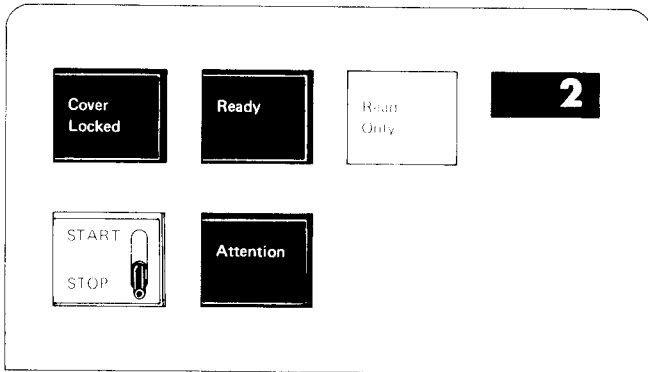 Cover
Locked
Ready
Read
Only
2
START
STOP
Attention